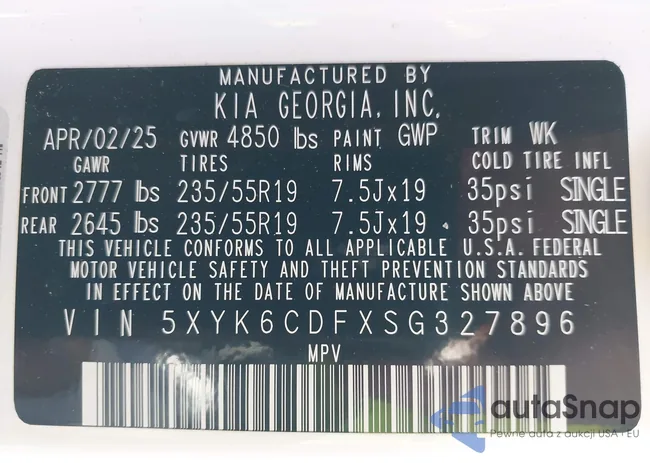 MANUFACTURED BY
KIA GEORGIA, INC.
APR/02/25 GVWR 4850 lbs PAINT GWP TRIM WK
GAWR TIRES RIMS COLD TIRE INFL
FRONT 2777 lbs 235/55R19 7.5Jx19 35psi SINGLE
REAR 2645 lbs 235/55R19 7.5Jx19 35psi SINGLE
THIS VEHICLE CONFORMS TO ALL APPLICABLE U.S.A. FEDERAL
MOTOR VEHICLE SAFETY AND THEFT PREVENTION STANDARDS
IN EFFECT ON THE DATE OF MANUFACTURE SHOWN ABOVE
VIN 5XYK6CDFXSG327896
MPV
autaSnap
Pewne auta z aukcji USA i EU